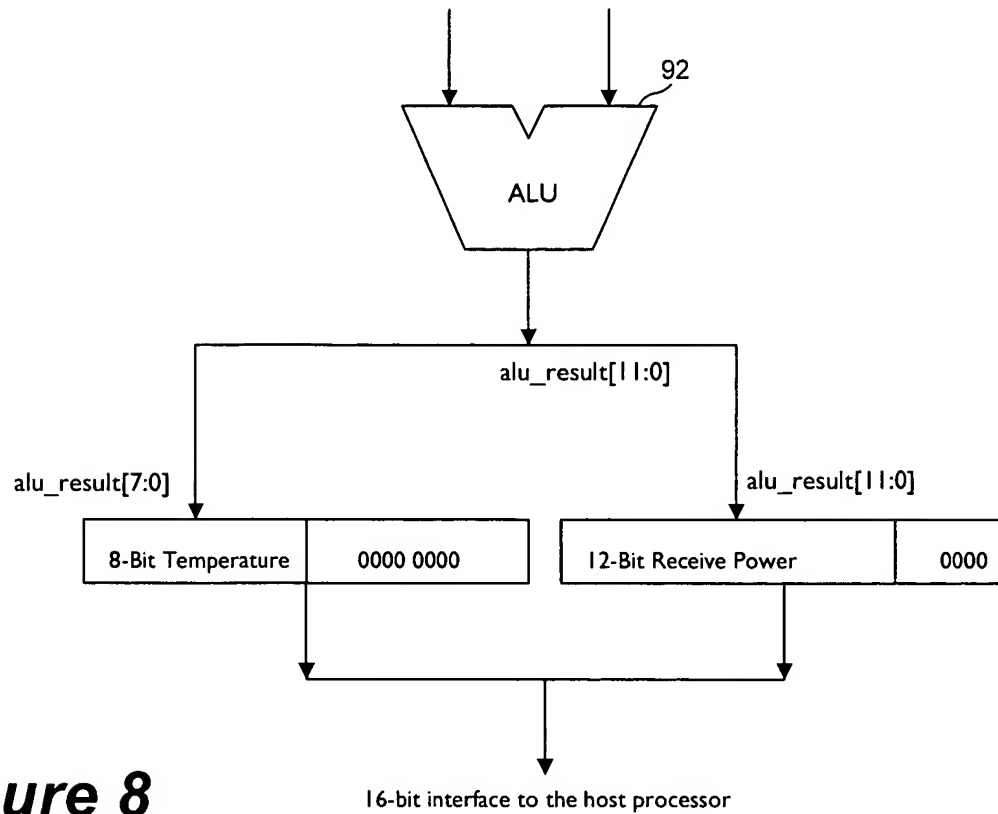 92
ALU
alu_result[11:0]
alu_result[7:0]
alu_result[11:0]
8-Bit Temperature
0000 0000
12-Bit Receive Power
0000
ure 8
16-bit interface to the host processor